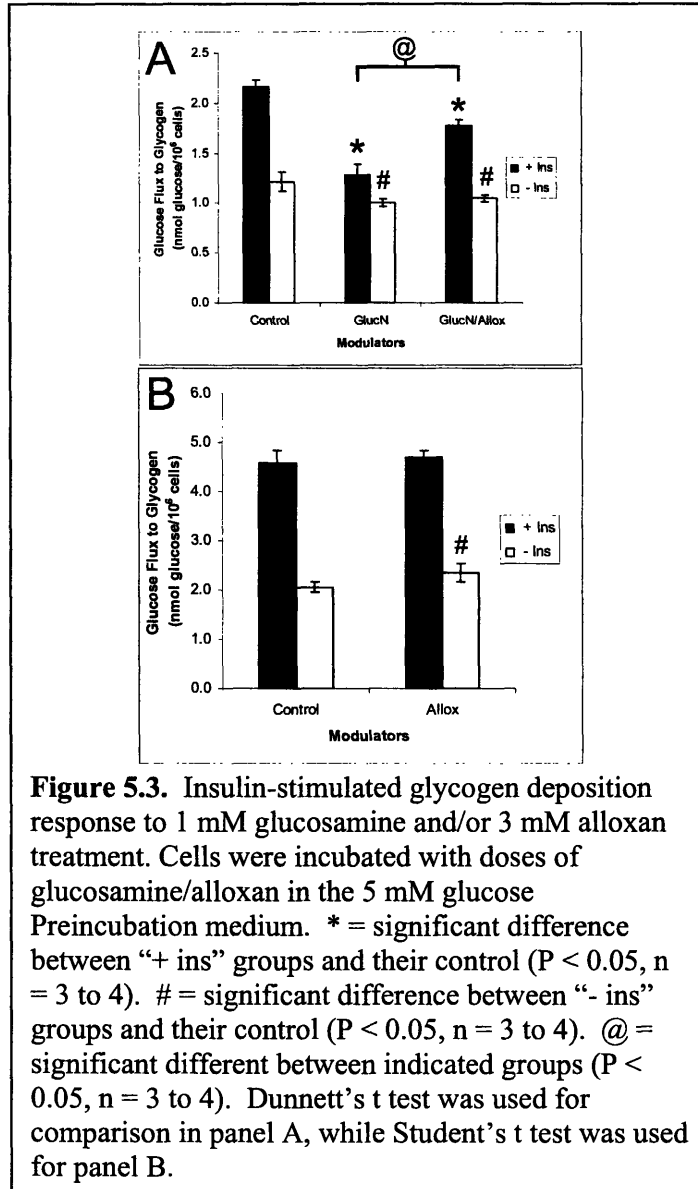 A
@
2.5
2.0
1.5
1.0
0.5
0.0
Glucose Flux to Glycogen
(nmol glucose/10⁶ cells)
*
#
*
#
+ Ins
- Ins
Control
GlucN
GlucN/Allox
Modulators
B
6.0
5.0
4.0
3.0
2.0
1.0
0.0
Glucose Flux to Glycogen
(nmol glucose/10⁶ cells)
#
+ Ins
- Ins
Control
Allox
Modulators
Figure 5.3. Insulin-stimulated glycogen deposition
response to 1 mM glucosamine and/or 3 mM alloxan
treatment. Cells were incubated with doses of
glucosamine/alloxan in the 5 mM glucose
Preincubation medium. * = significant difference
between “+ ins” groups and their control (P < 0.05, n
= 3 to 4). # = significant difference between “- ins”
groups and their control (P < 0.05, n = 3 to 4). @ =
significant different between indicated groups (P <
0.05, n = 3 to 4). Dunnett’s t test was used for
comparison in panel A, while Student’s t test was used
for panel B.